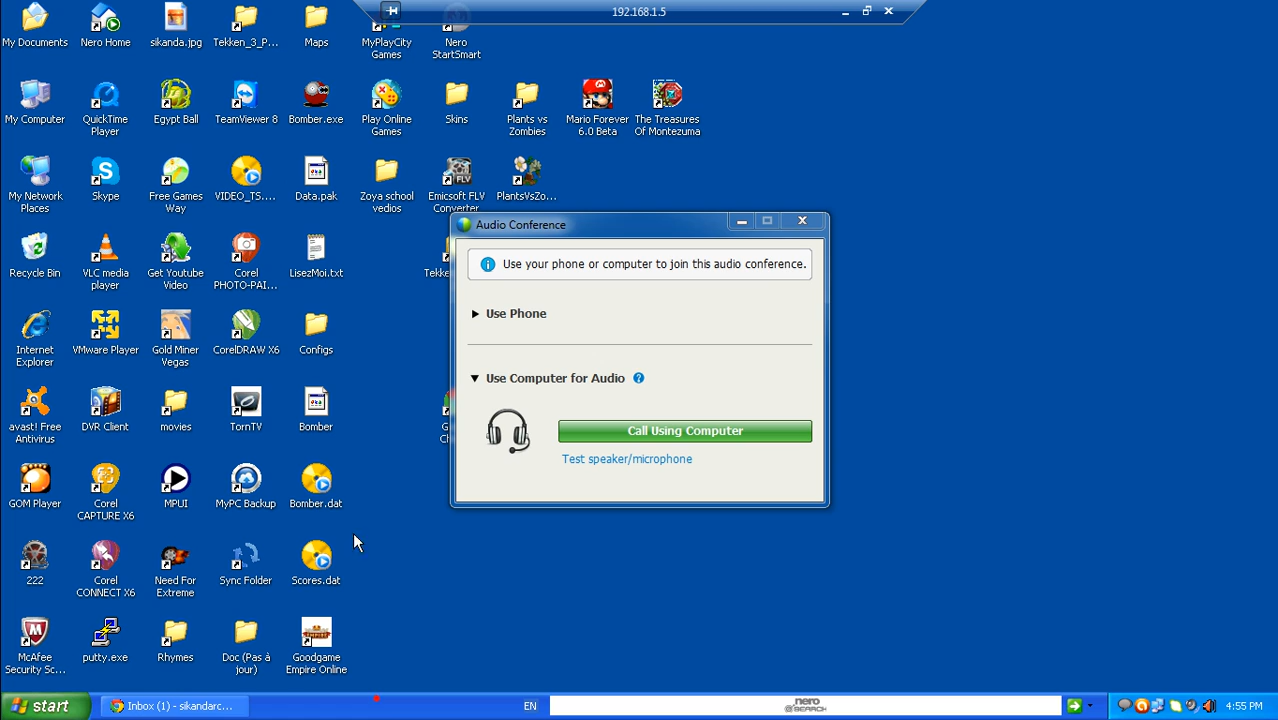 192.168.1.5
My Documents
Nero Home
sikanda.jpg
Tekken_3_P...
Maps
MyPlayCity
Games
Nero
StartSmart
My Computer
QuickTime
Player
Egypt Ball
TeamViewer 8
Bomber.exe
Play Online
Games
Skins
Plants vs
Zombies
Mario Forever
6.0 Beta
The Treasures
Of Montezuma
My Network
Places
Skype
Free Games
Way
VIDEO_TS....
Data.pak
Zoya school
vedios
Emicsoft FLV
Converter
PlantsVsZo...
Recycle Bin
VLC media
player
Get Youtube
Video
Corel
PHOTO-PAI...
LisezMoi.txt
Audio Conference
Use your phone or computer to join this audio conference.
Use Phone
Use Computer for Audio
Call Using Computer
Test speaker/microphone
Internet
Explorer
VMware Player
Gold Miner
Vegas
CorelDRAW X6
Configs
avast! Free
Antivirus
DVR Client
movies
TornTV
Bomber
GOM Player
Corel
CAPTURE X6
MPUI
MyPC Backup
Bomber.dat
222
Corel
CONNECT X6
Need For
Extreme
Sync Folder
Scores.dat
McAfee
Security Sc...
putty.exe
Rhymes
Doc (Pas à
jour)
Goodgame
Empire Online
start
Inbox (1) - sikandarc...
EN
nero
SEARCH
4:55 PM